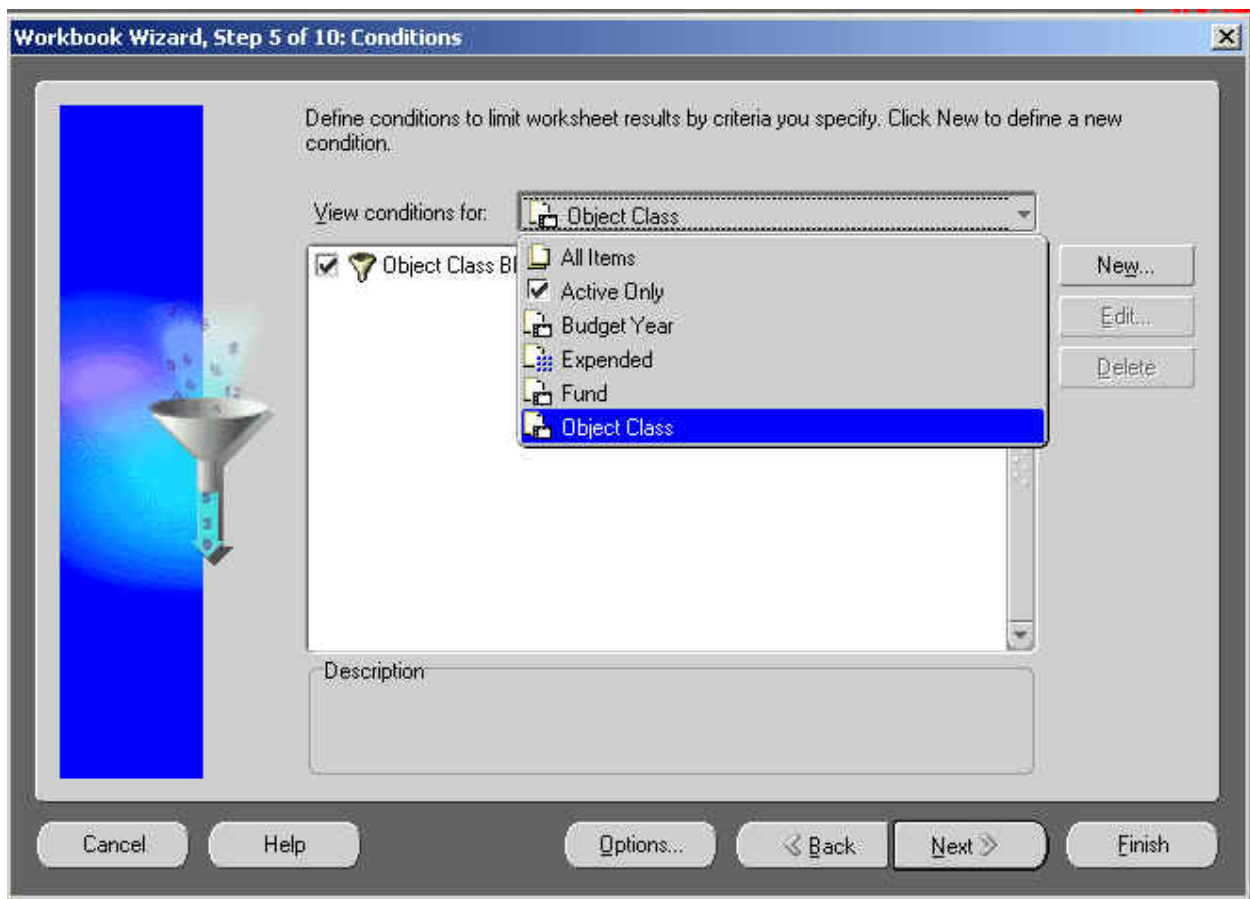 Workbook Wizard, Step 5 of 10: Conditions
Define conditions to limit worksheet results by criteria you specify. Click New to define a new
condition.
View conditions for:
Object Class
Object Class
All Items
Active Only
Budget Year
Expended
Fund
Object Class
New...
Edit...
Delete
Description
Cancel
Help
Options...
Back
Next
Finish